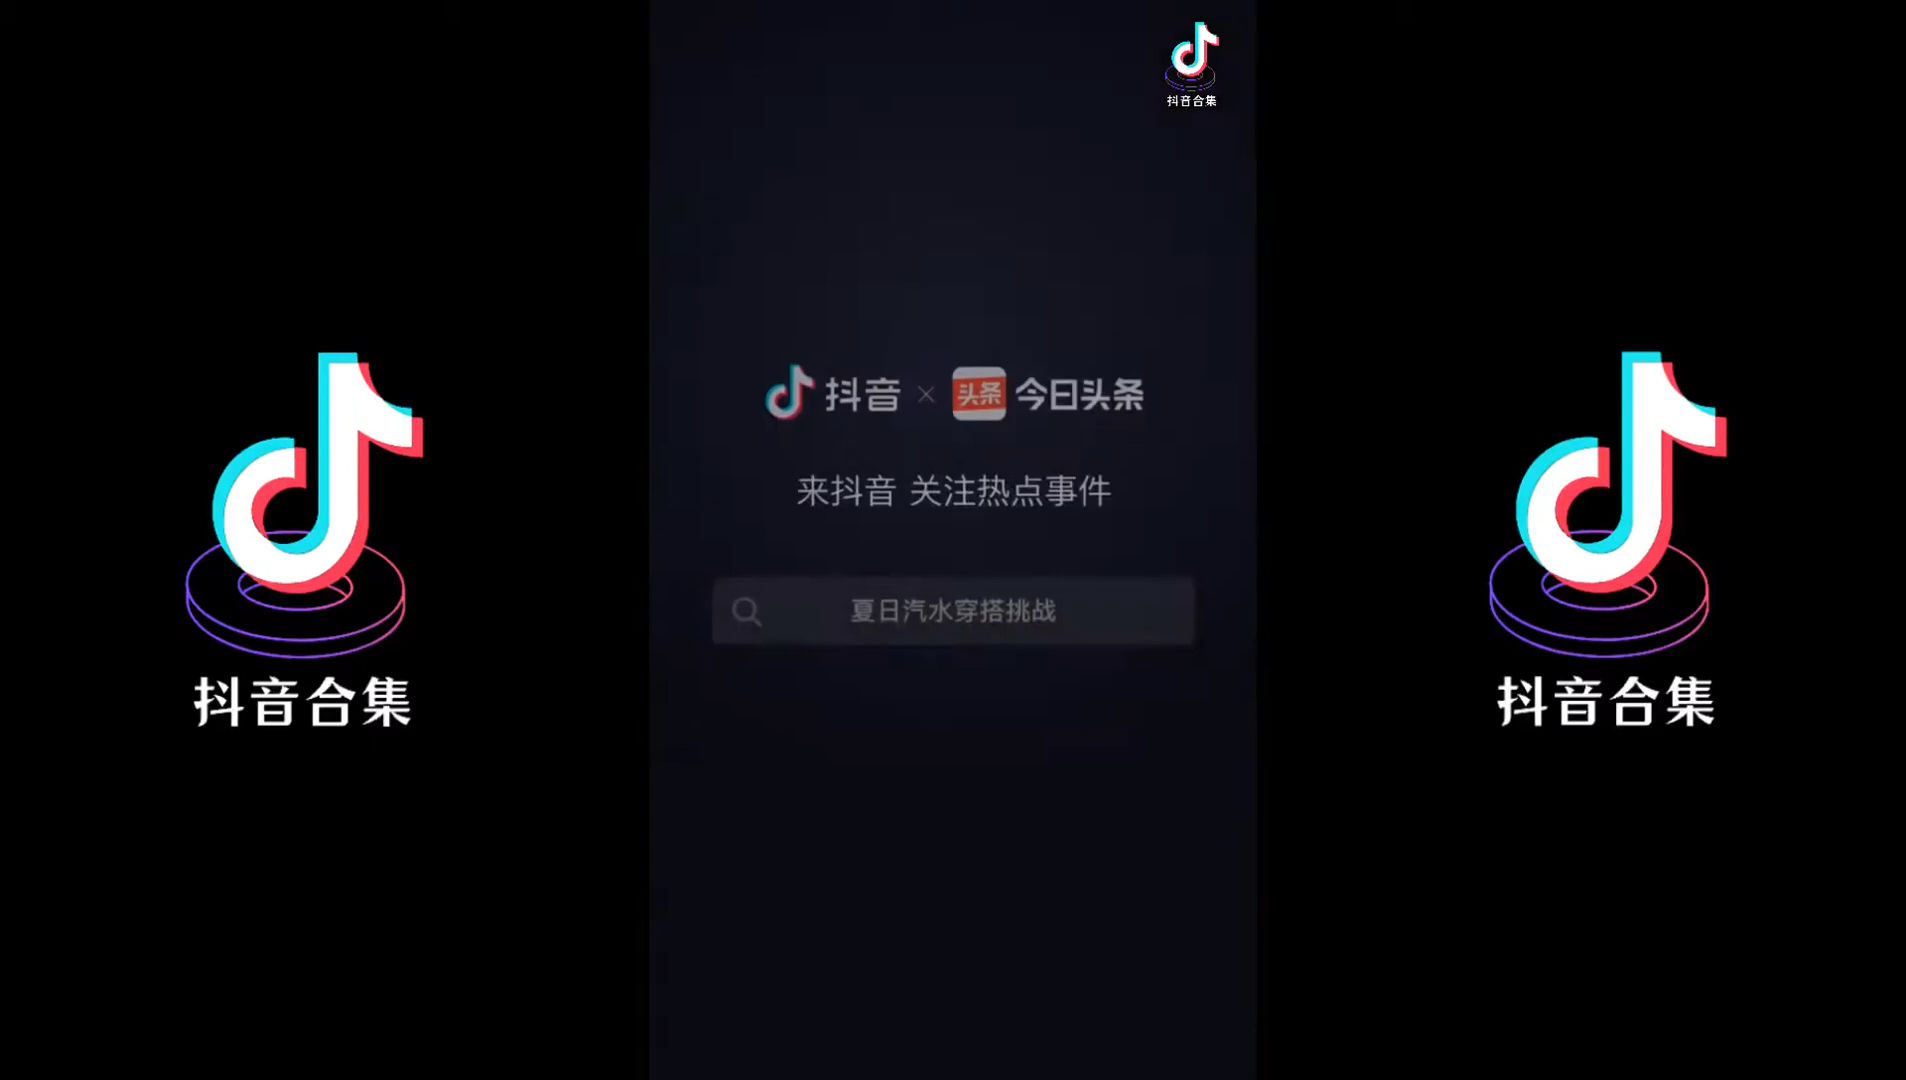 抖音合集
抖音 × 头条 今日头条
来抖音 关注热点事件
夏日汽水穿搭挑战
抖音合集
抖音合集